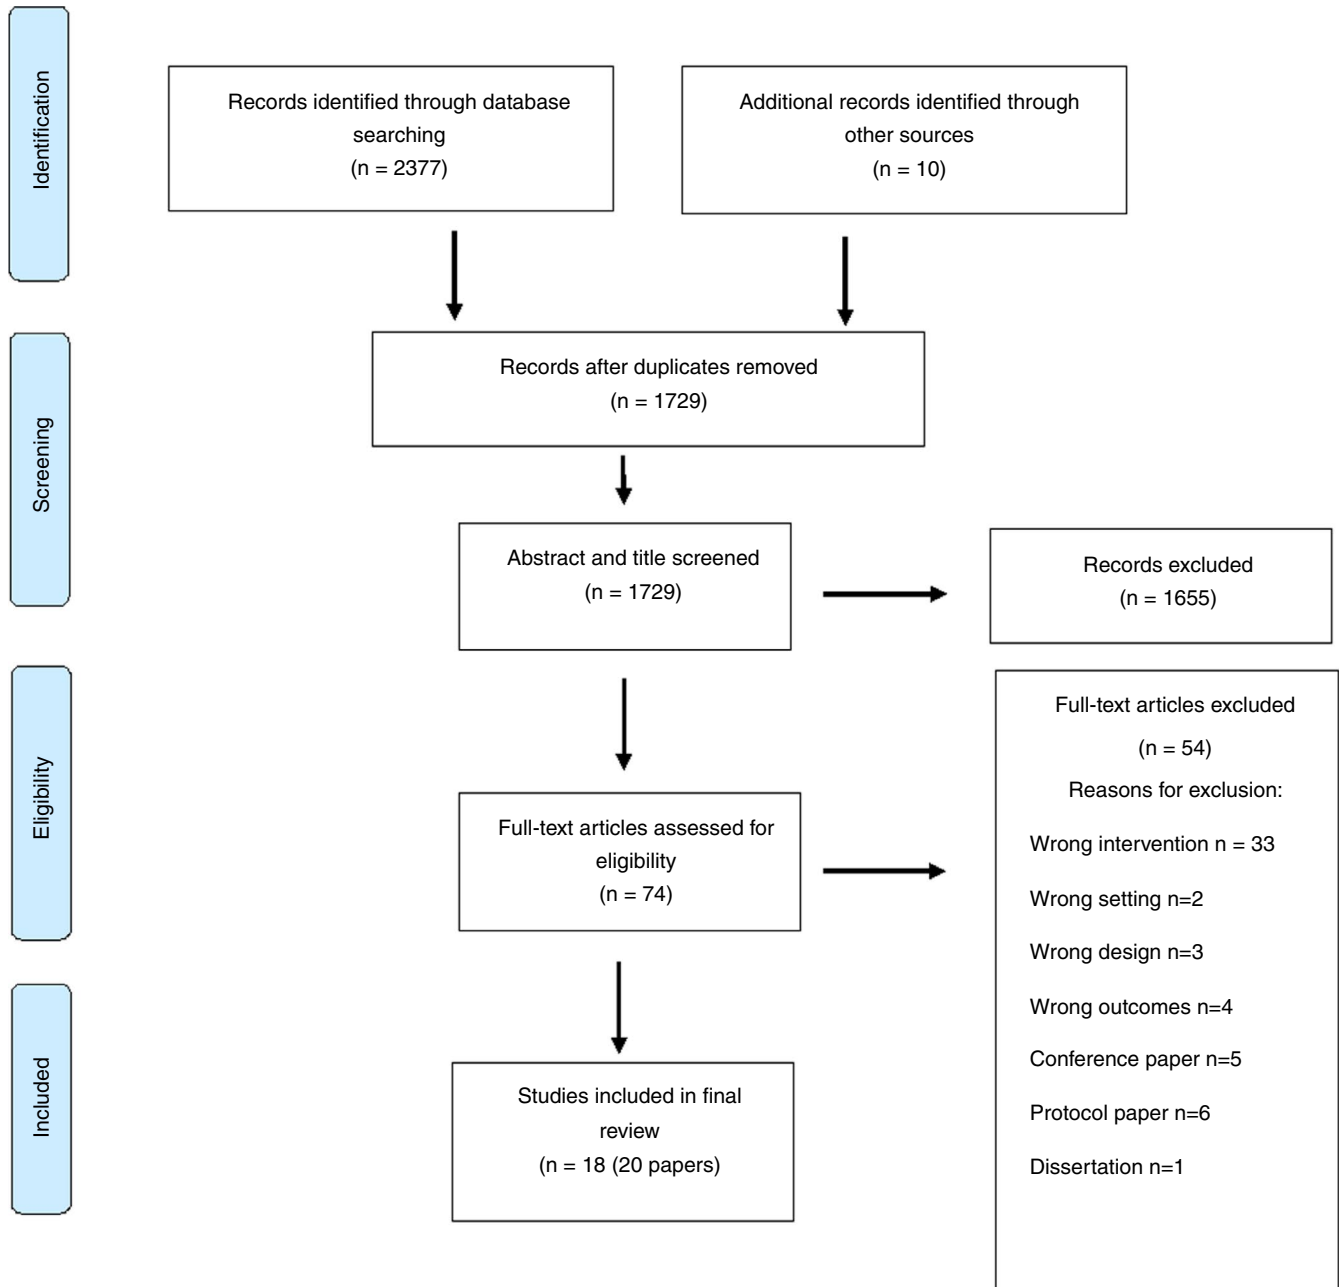 Identification
Records identified through database
searching
(n = 2377)
Additional records identified through
other sources
(n = 10)
Screening
Records after duplicates removed
(n = 1729)
Abstract and title screened
(n = 1729)
Records excluded
(n = 1655)
Eligibility
Full-text articles assessed for
eligibility
(n = 74)
Full-text articles excluded
(n = 54)
Reasons for exclusion:
Wrong intervention n = 33
Wrong setting n=2
Wrong design n=3
Wrong outcomes n=4
Conference paper n=5
Protocol paper n=6
Dissertation n=1
Included
Studies included in final
review
(n = 18 (20 papers)